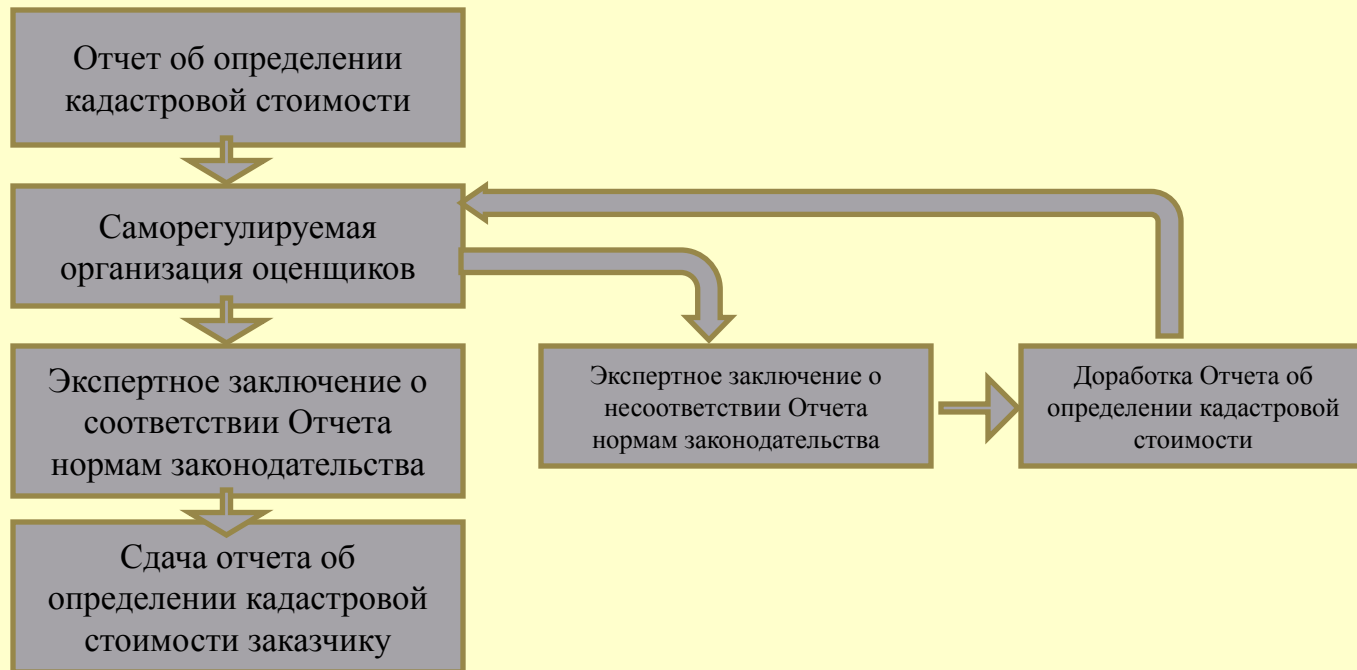 Отчет об определении
кадастровой стоимости
Саморегулируемая
организация оценщиков
Экспертное заключение о
соответствии Отчета
нормам законодательства
Экспертное заключение о
несоответствии Отчета
нормам законодательства
Доработка Отчета об
определении кадастровой
стоимости
Сдача отчета об
определении кадастровой
стоимости заказчику